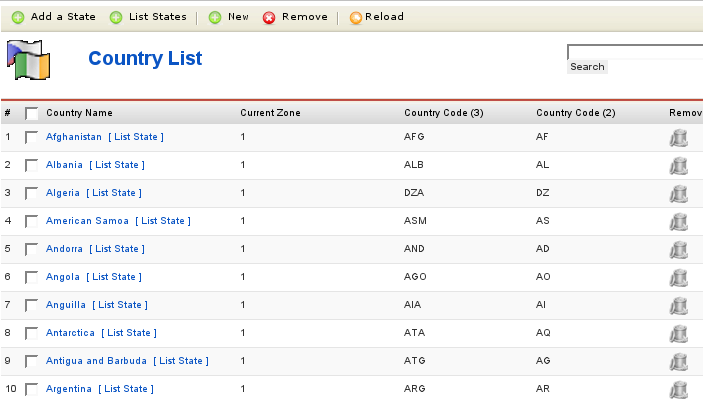 Add a State List States New Remove Reload
Country List
Search
# Country Name Current Zone Country Code (3) Country Code (2) Remov
1 Afghanistan [ List State ] 1 AFG AF
2 Albania [ List State ] 1 ALB AL
3 Algeria [ List State ] 1 DZA DZ
4 American Samoa [ List State ] 1 ASM AS
5 Andorra [ List State ] 1 AND AD
6 Angola [ List State ] 1 AGO AO
7 Anguilla [ List State ] 1 AIA AI
8 Antarctica [ List State ] 1 ATA AQ
9 Antigua and Barbuda [ List State ] 1 ATG AG
10 Argentina [ List State ] 1 ARG AR